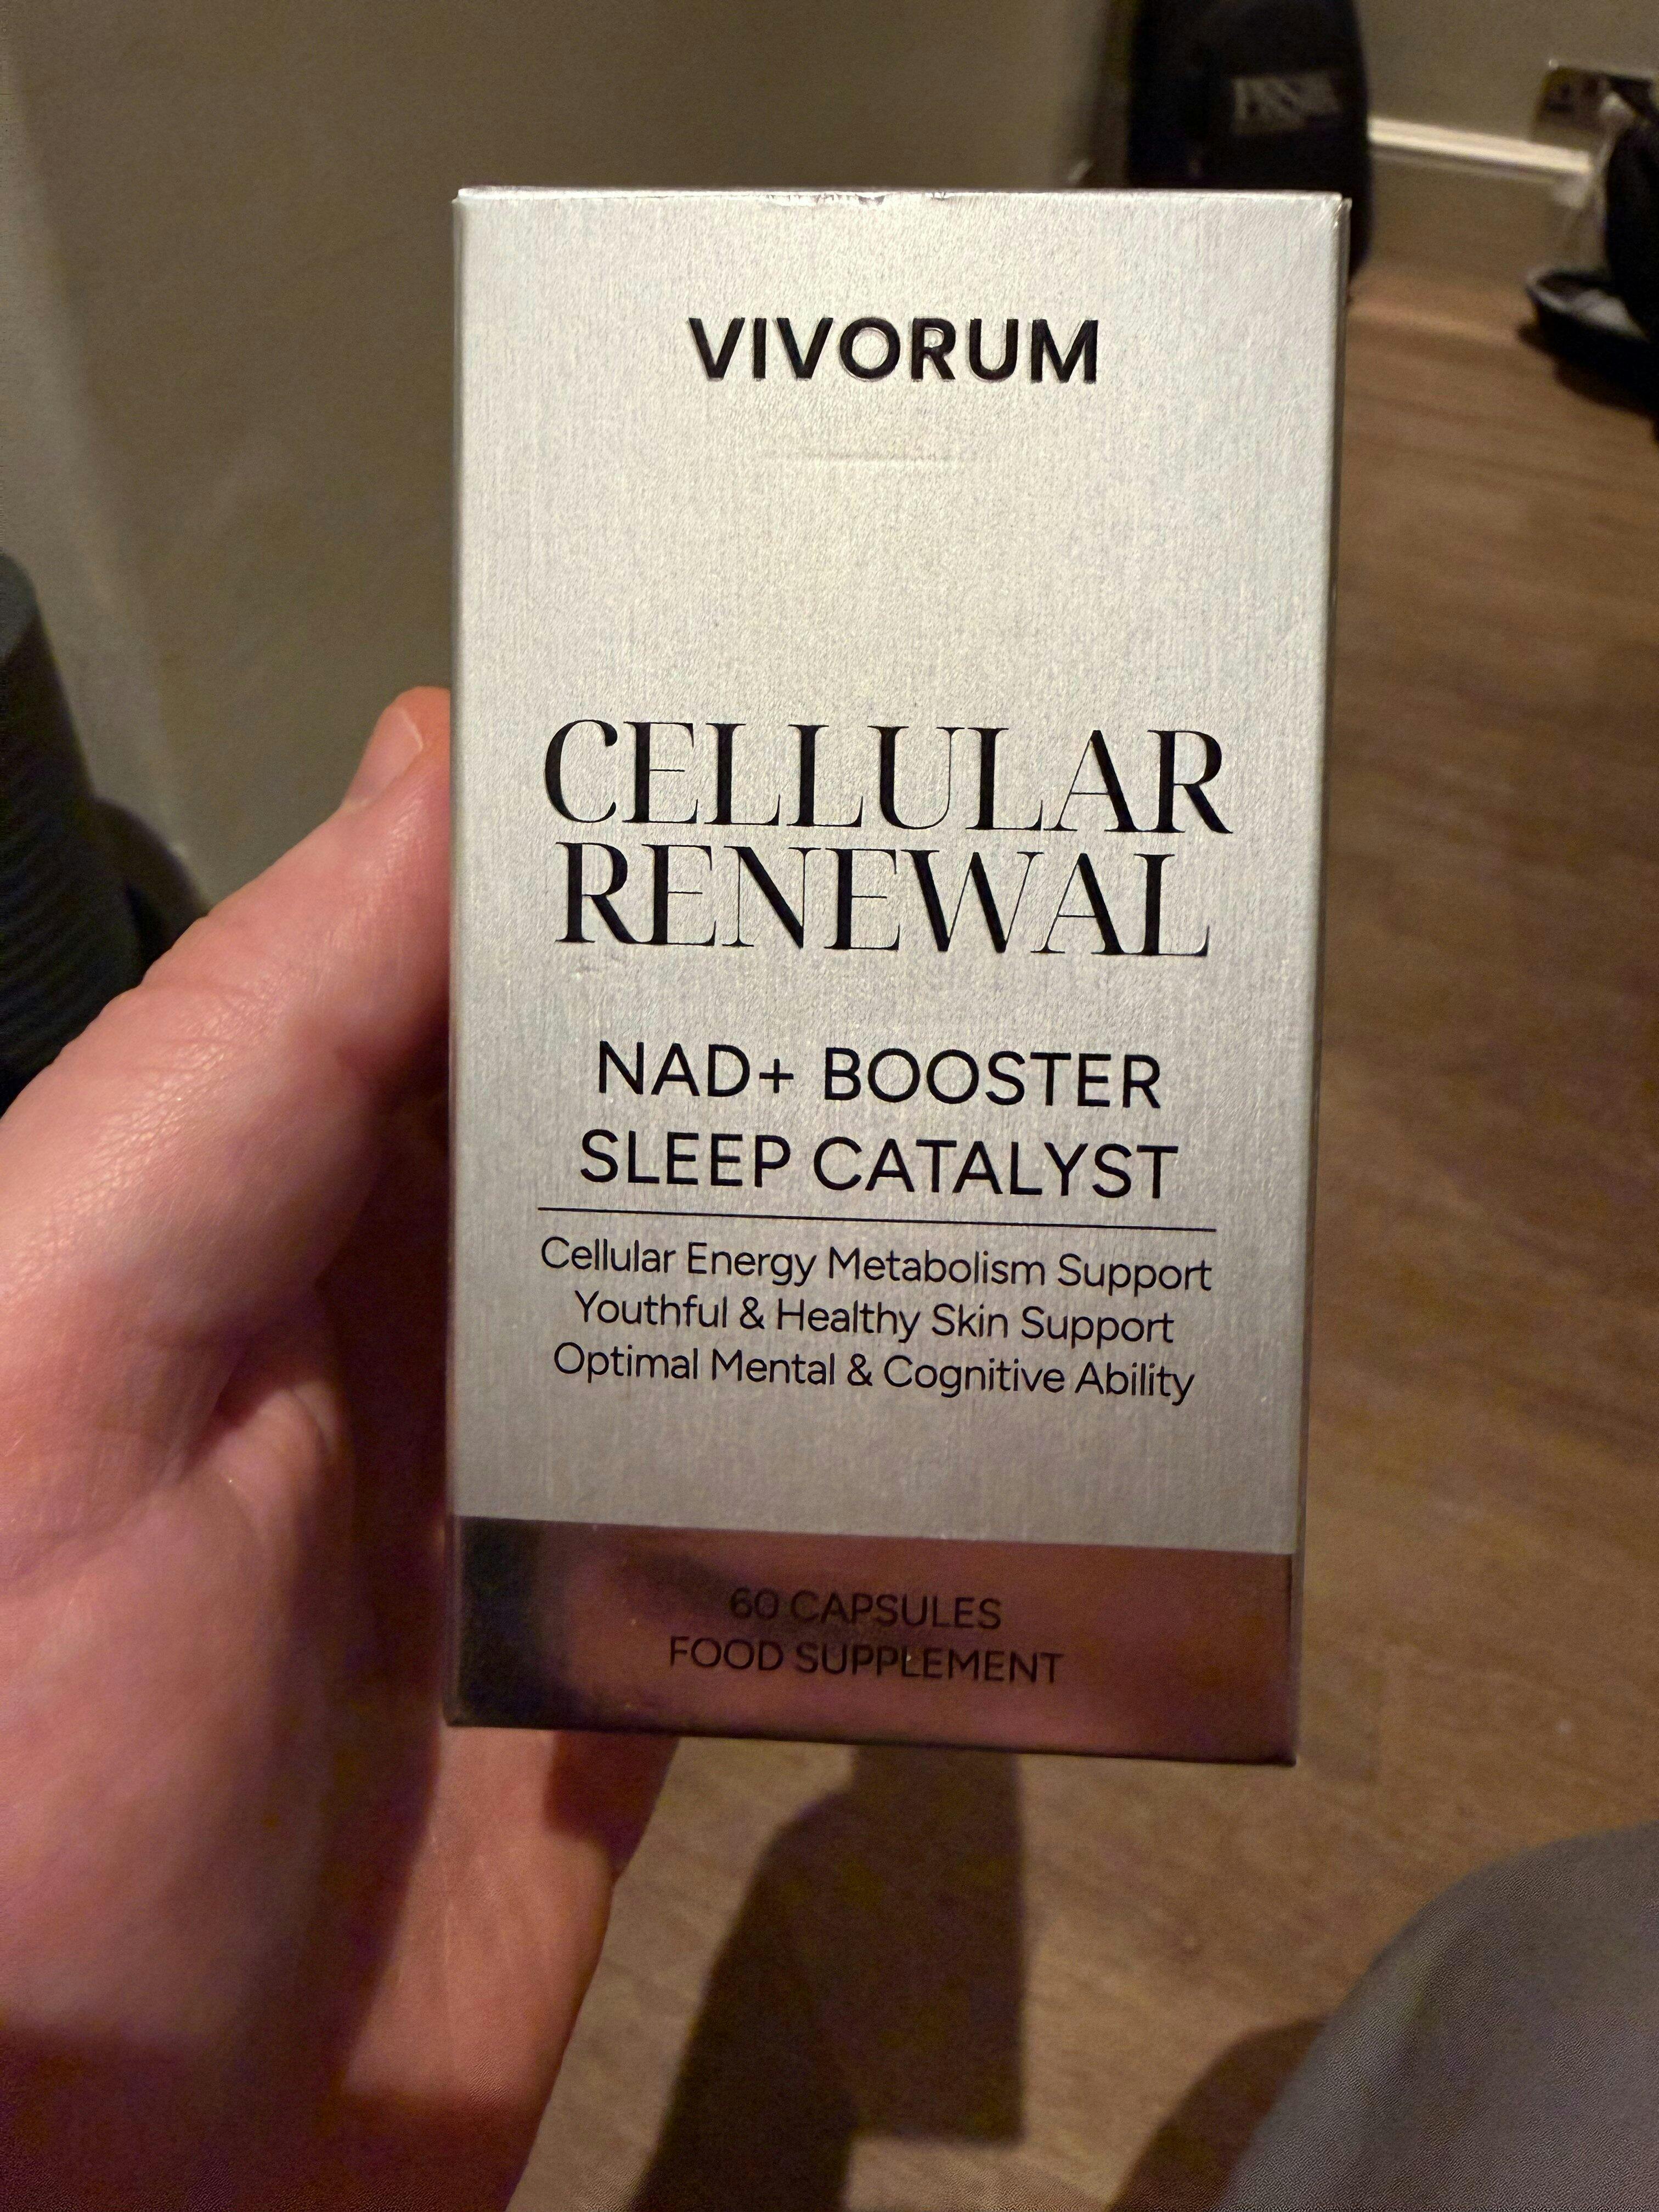 VIVORUM
CELLULAR
RENEWAL
NAD+ BOOSTER
SLEEP CATALYST
Cellular Energy Metabolism Support
Youthful & Healthy Skin Support
Optimal Mental & Cognitive Ability
60 CAPSULES
FOOD SUPPLEMENT